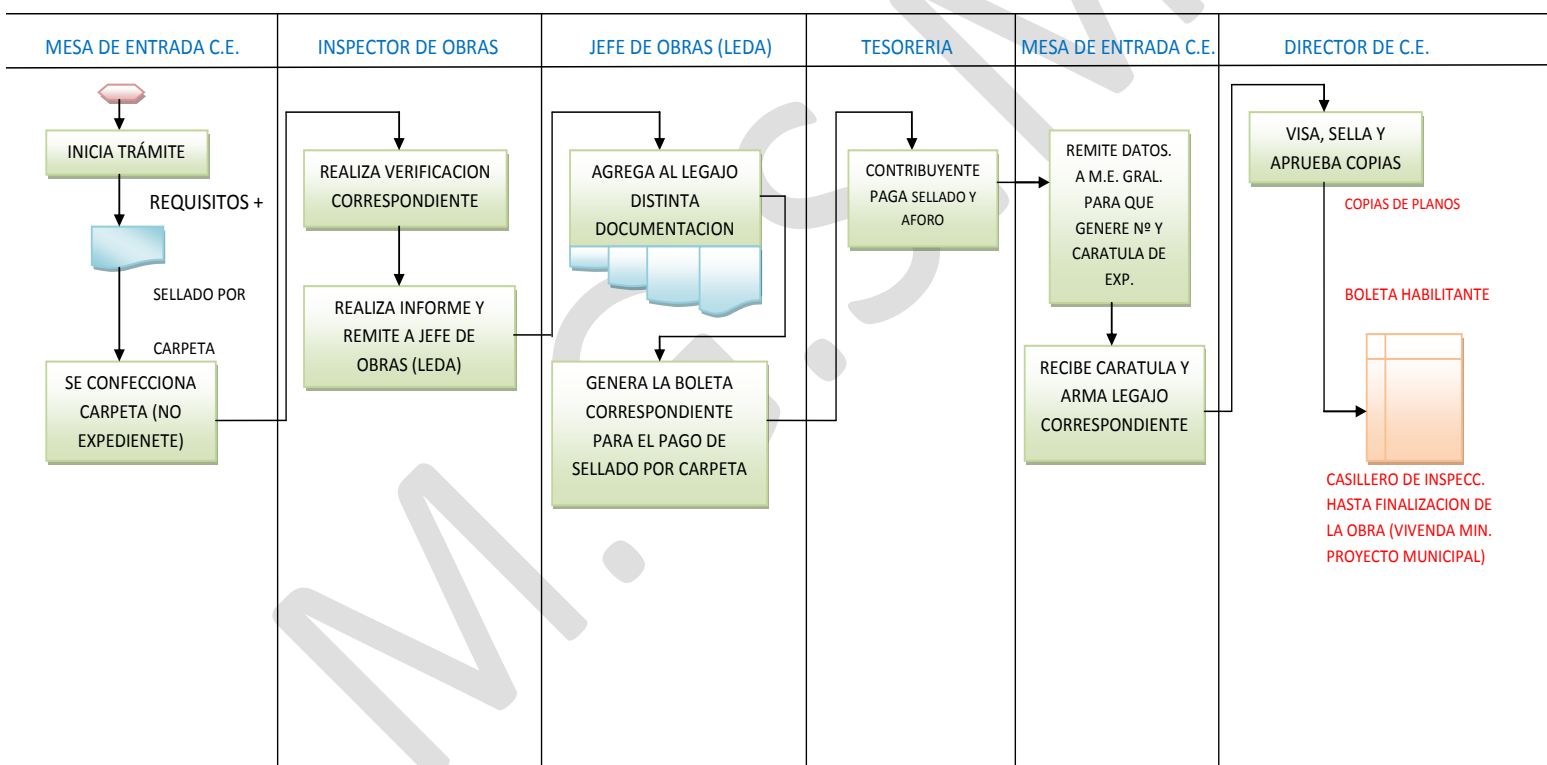 MESA DE ENTRADA C.E.
INSPECTOR DE OBRAS
JEFE DE OBRAS (LEDA)
TESORERIA
MESA DE ENTRADA C.E.
DIRECTOR DE C.E.
INICIA TRÁMITE
REQUISITOS +
SELLADO POR
CARPETA
SE CONFECCIONA
CARPETA (NO
EXPEDIENETE)
REALIZA VERIFICACION
CORRESPONDIENTE
REALIZA INFORME Y
REMITE A JEFE DE
OBRAS (LEDA)
AGREGA AL LEGAJO
DISTINTA
DOCUMENTACION
GENERA LA BOLETA
CORRESPONDIENTE
PARA EL PAGO DE
SELLADO POR CARPETA
CONTRIBUYENTE
PAGA SELLADO Y
AFORO
REMITE DATOS.
A M.E. GRAL.
PARA QUE
GENERE Nº Y
CARATULA DE
EXP.
RECIBE CARATULA Y
ARMA LEGAJO
CORRESPONDIENTE
VISA, SELLA Y
APRUEBA COPIAS
COPIAS DE PLANOS
BOLETA HABILITANTE
CASILLERO DE INSPECC.
HASTA FINALIZACION DE
LA OBRA (VIVENDA MIN.
PROYECTO MUNICIPAL)
M.G.S.M